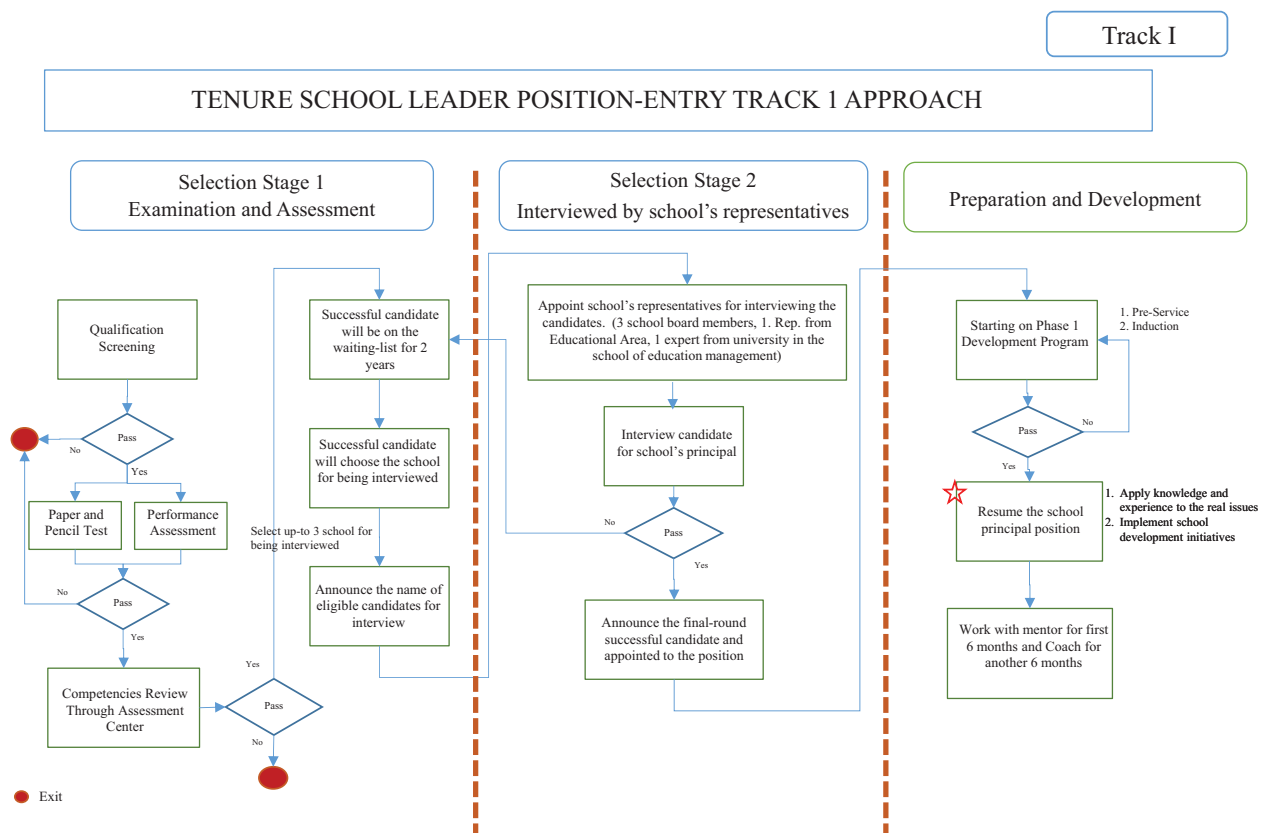 Track I
TENURE SCHOOL LEADER POSITION-ENTRY TRACK 1 APPROACH
Selection Stage 1
Examination and Assessment
Qualification
Screening
Pass
No
Yes
Paper and
Pencil Test
Performance
Assessment
Pass
No
Yes
Competencies Review
Through Assessment
Center
Pass
Yes
No
Exit
Successful candidate
will be on the
waiting-list for 2
years
Successful candidate
will choose the school
for being interviewed
Select up-to 3 school for
being interviewed
Announce the name of
eligible candidates for
interview
Selection Stage 2
Interviewed by school’s representatives
Appoint school’s representatives for interviewing the
candidates.  (3 school board members, 1. Rep. from
Educational Area, 1 expert from university in the
school of education management)
Interview candidate
for school’s principal
Pass
No
Yes
Announce the final-round
successful candidate and
appointed to the position
Preparation and Development
Starting on Phase 1
Development Program
1. Pre-Service
2. Induction
Pass
No
Yes
Resume the school
principal position
1. Apply knowledge and
experience to the real issues
2. Implement school
development initiatives
Work with mentor for first
6 months and Coach for
another 6 months